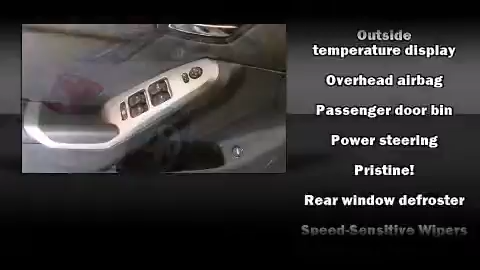 Outside
temperature display
Overhead airbag
Passenger door bin
Power steering
Pristine!
Rear window defroster
Speed-Sensitive Wipers